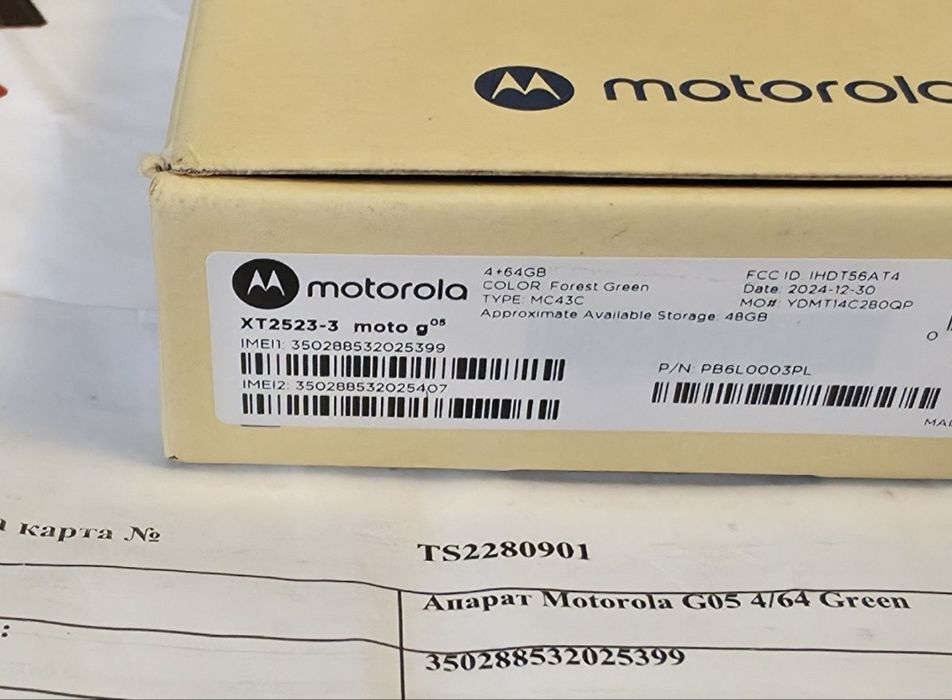 motorola
motorola
4+64GB
COLOR: Forest Green
TYPE: MC43C
Approximate Available Storage: 48GB
FCC ID: IHDT56AT4
Date: 2024-12-30
MO#: YDMT14C280QP
XT2523-3 moto g05
IMEI1: 350288532025399
IMEI2: 350288532025407
P/N: PB6L0003PL
карта №
TS2280901
Апарат Motorola G05 4/64 Green
:
350288532025399